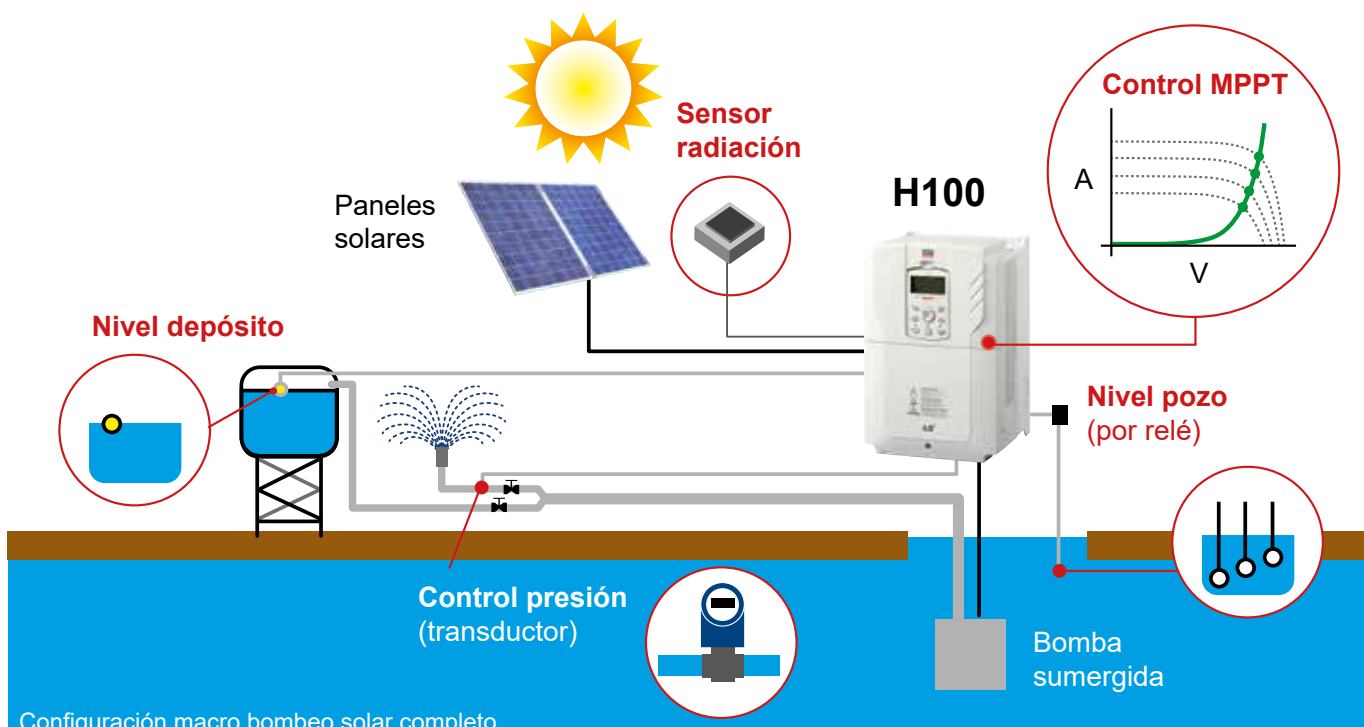 Control MPPT
A
V
Sensor
radiación
H100
Paneles
solares
Nivel depósito
Nivel pozo
(por relé)
Control presión
(transductor)
Bomba
sumergida
Configuración macro bombeo solar completo